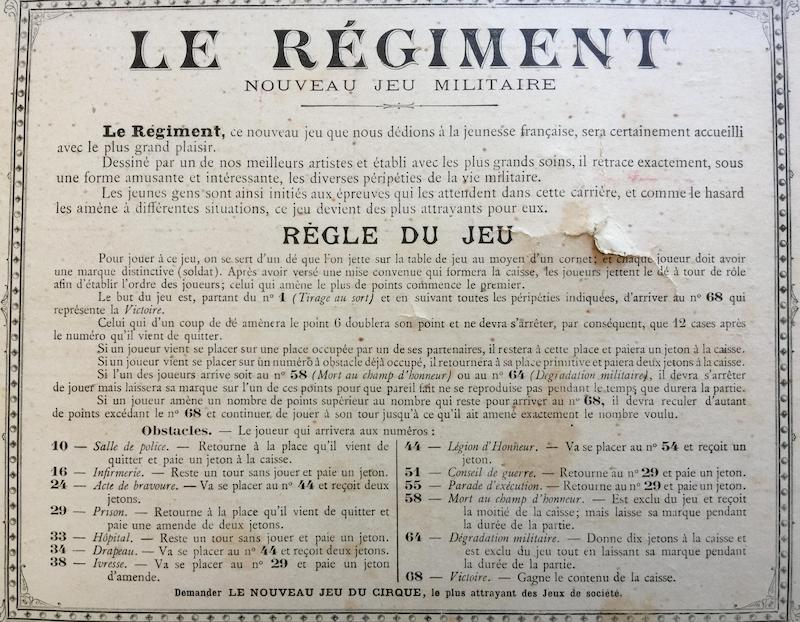 LE RÉGIMENT
NOUVEAU JEU MILITAIRE
Le Régiment, ce nouveau jeu que nous dédions à la jeunesse française, sera certainement accueilli
avec le plus grand plaisir.
Dessiné par un de nos meilleurs artistes et établi avec les plus grands soins, il retrace exactement, sous
une forme amusante et intéressante, les diverses péripéties de la vie militaire.
Les jeunes gens sont ainsi initiés aux épreuves qui les attendent dans cette carrière, et comme le hasard
les amène à différentes situations, ce jeu devient des plus attrayants pour eux.
RÈGLE DU JEU
Pour jouer à ce jeu, on se sert d'un dé que l'on jette sur la table de jeu au moyen d'un cornet; et chaque joueur doit avoir
une marque distinctive (soldat). Après avoir versé une mise convenue qui formera la caisse, les joueurs jettent le dé à tour de rôle
afin d'établir l'ordre des joueurs; celui qui amène le plus de points commence le premier.
Le but du jeu est, partant du nº 1 (Tirage au sort) et en suivant toutes les péripéties indiquées, d'arriver au nº 68 qui
représente la Victoire.
Celui qui d'un coup de dé amènera le point 6 doublera son point et ne devra s'arrêter, par conséquent, que 12 cases après
le numéro qu'il vient de quitter.
Si un joueur vient se placer sur une place occupée par un de ses partenaires, il restera à cette place et paiera un jeton à la caisse.
Si un joueur vient se placer sur un numéro à obstacle déjà occupé, il retournera à sa place primitive et paiera deux jetons à la caisse.
Si l'un des joueurs arrive soit au nº 58 (Mort au champ d'honneur) ou au nº 64 (Dégradation militaire), il devra s'arrêter
de jouer mais laissera sa marque sur l'un de ces points pour que pareil fait ne se reproduise pas pendant le temps que durera la partie.
Si un joueur amène un nombre de points supérieur au nombre qui reste pour arriver au nº 68, il devra reculer d'autant
de points excédant le nº 68 et continuer de jouer à son tour jusqu'à ce qu'il ait amené exactement le nombre voulu.
Obstacles. — Le joueur qui arrivera aux numéros :
10 — Salle de police. — Retourne à la place qu'il vient de
quitter et paie un jeton à la caisse.
16 — Infirmerie. — Reste un tour sans jouer et paie un jeton.
24 — Acte de bravoure. — Va se placer au nº 44 et reçoit deux
jetons.
29 — Prison. — Retourne à la place qu'il vient de quitter et
paie une amende de deux jetons.
33 — Hôpital. — Reste un tour sans jouer et paie un jeton.
34 — Drapeau. — Va se placer au nº 44 et reçoit deux jetons.
38 — Ivresse. — Va se placer au nº 29 et paie un jeton
d'amende.
44 — Légion d'Honneur. — Va se placer au nº 54 et reçoit un
jeton.
51 — Conseil de guerre. — Retourne au nº 29 et paie un jeton.
55 — Parade d'exécution. — Retourne au nº 29 et paie un jeton.
58 — Mort au champ d'honneur. — Est exclu du jeu et reçoit
la moitié de la caisse; mais laisse sa marque pendant
la durée de la partie.
64 — Dégradation militaire. — Donne dix jetons à la caisse et
est exclu du jeu tout en laissant sa marque pendant
la durée de la partie.
68 — Victoire. — Gagne le contenu de la caisse.
Demander LE NOUVEAU JEU DU CIRQUE, le plus attrayant des Jeux de société.